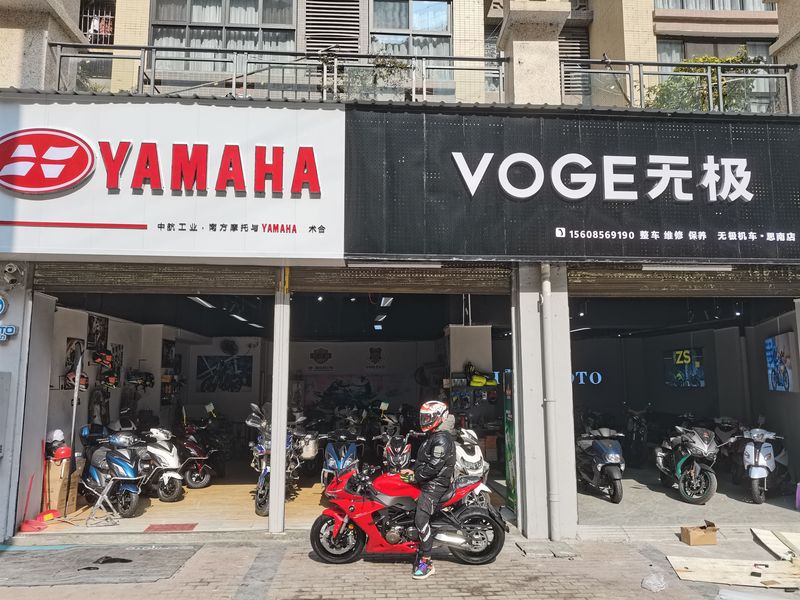 YAMAHA
中航工业·南方摩托与YAMAHA 术合
VOGE无极
15608569190 整车 维修 保养 无极机车·思南店
ZS
OTO